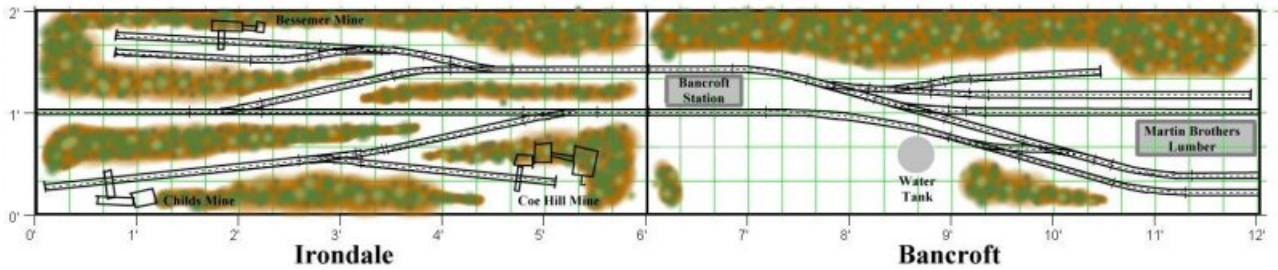 2'
Bessemer Mine
Bancroft
Station
1'
Martin Brothers
Lumber
Water
Tank
Childs Mine
Coe Hill Mine
0'
0' 1' 2' 3' 4' 5' 6' 7' 8' 9' 10' 11' 12'
Irondale Bancroft